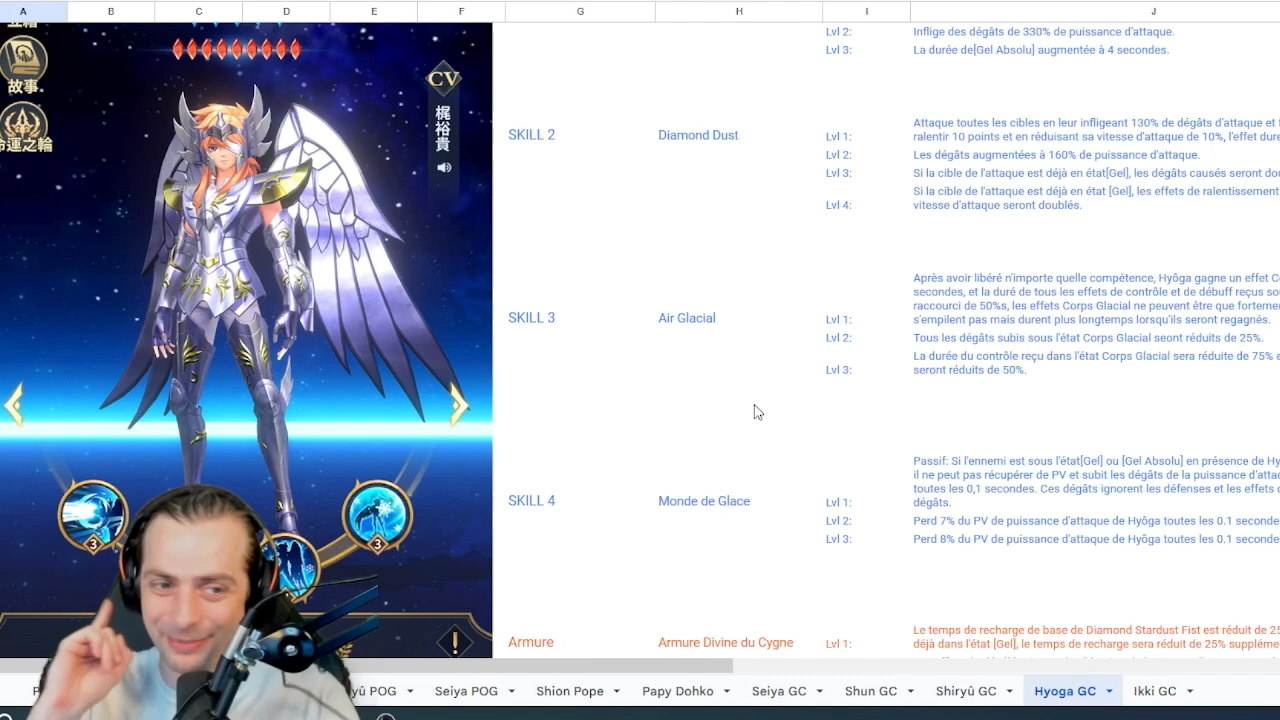 A B C D E F G H I J
故事
CV
梶裕貴
3
3
Lvl 2: Inflige des dégâts de 330% de puissance d'attaque.
Lvl 3: La durée de[Gel Absolu] augmentée à 4 secondes.
SKILL 2 Diamond Dust
Attaque toutes les cibles en leur infligeant 130% de dégâts d'attaque et
Lvl 1: ralentir 10 points et en réduisant sa vitesse d'attaque de 10%, l'effet dure
Lvl 2: Les dégâts augmentées à 160% de puissance d'attaque.
Lvl 3: Si la cible de l'attaque est déjà en état[Gel], les dégâts causés seront dou
Si la cible de l'attaque est déjà en état [Gel], les effets de ralentissement
Lvl 4: vitesse d'attaque seront doublés.
SKILL 3 Air Glacial
Après avoir libéré n'importe quelle compétence, Hyôga gagne un effet C
secondes, et la duré de tous les effets de contrôle et de débuff reçus so
raccourci de 50%s, les effets Corps Glacial ne peuvent être que forteme
Lvl 1: s'empilent pas mais durent plus longtemps lorsqu'ils seront regagnés.
Lvl 2: Tous les dégâts subis sous l'état Corps Glacial seont réduits de 25%.
La durée du contrôle reçu dans l'état Corps Glacial sera réduite de 75% e
Lvl 3: seront réduits de 50%.
SKILL 4 Monde de Glace
Passif: Si l'ennemi est sous l'état[Gel] ou [Gel Absolu] en présence de Hy
il ne peut pas récupérer de PV et subit les dégâts de la puissance d'atta
toutes les 0,1 secondes. Ces dégâts ignorent les défenses et les effets
Lvl 1: dégâts.
Lvl 2: Perd 7% du PV de puissance d'attaque de Hyôga toutes les 0.1 seconde
Lvl 3: Perd 8% du PV de puissance d'attaque de Hyôga toutes les 0.1 seconde
Armure Armure Divine du Cygne
Le temps de recharge de base de Diamond Stardust Fist est réduit de 25
Lvl 1: déjà dans l'état [Gel], le temps de recharge sera réduit de 25% suppléme
yû POG Seiya POG Shion Pope Papy Dohko Seiya GC Shun GC Shiryû GC Hyoga GC Ikki GC